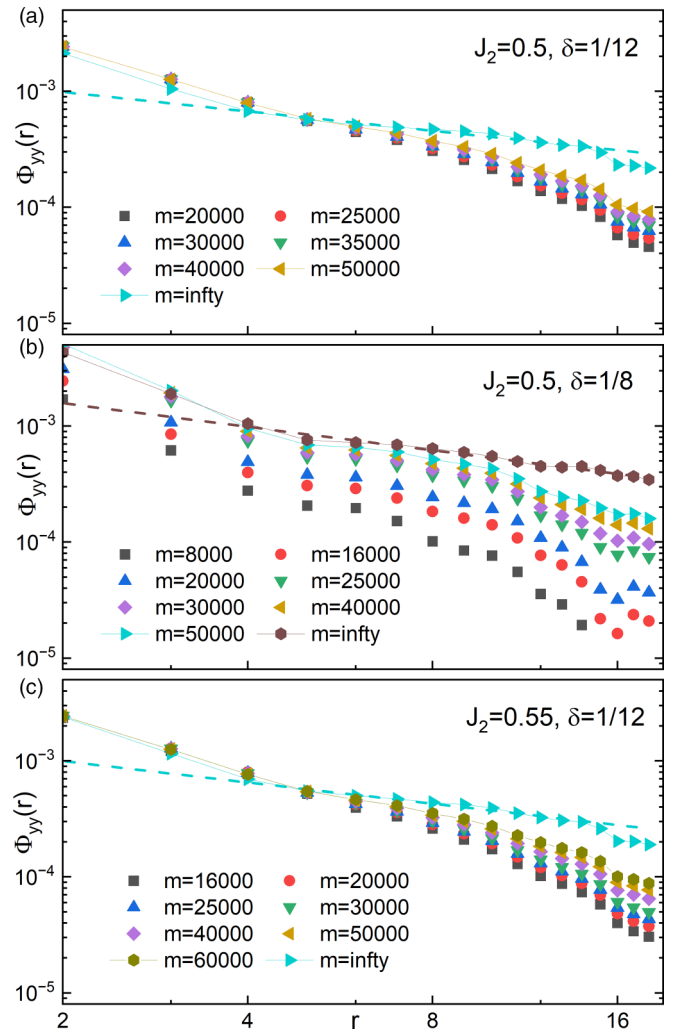 (a)
J₂=0.5, δ=1/12
10⁻³
Φyy(r)
10⁻⁴
m=20000 m=25000
m=30000 m=35000
m=40000 m=50000
m=infty
10⁻⁵
(b)
J₂=0.5, δ=1/8
10⁻³
Φyy(r)
10⁻⁴
m=8000 m=16000
m=20000 m=25000
m=30000 m=40000
m=50000 m=infty
10⁻⁵
(c)
J₂=0.55, δ=1/12
10⁻³
Φyy(r)
10⁻⁴
m=16000 m=20000
m=25000 m=30000
m=40000 m=50000
m=60000 m=infty
10⁻⁵
2 4 8 16
r